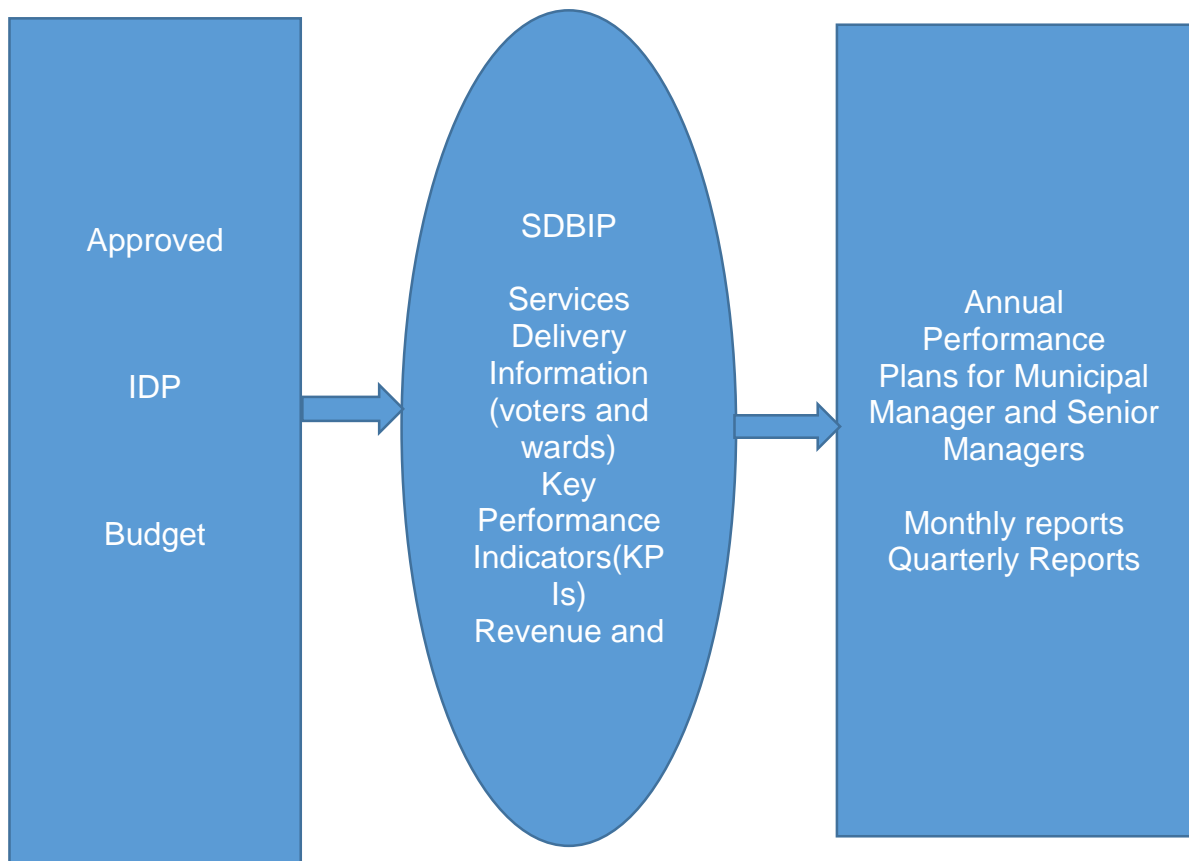 Approved
IDP
Budget
SDBIP
Services
Delivery
Information
(voters and
wards)
Key
Performance
Indicators(KP
Is)
Revenue and
Annual
Performance
Plans for Municipal
Manager and Senior
Managers
Monthly reports
Quarterly Reports